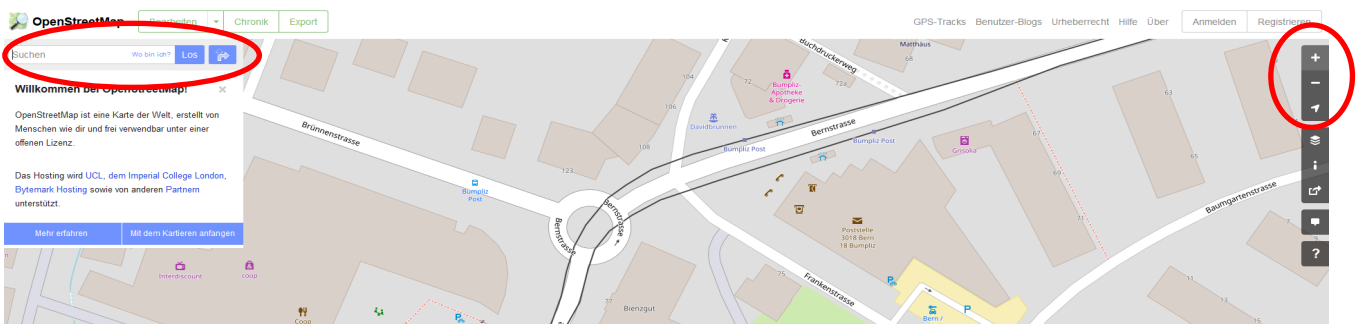 OpenStreetMap Bearbeiten Chronik Export GPS-Tracks Benutzer-Blogs Urheberrecht Hilfe Über Anmelden Registrieren
Suchen Wo bin ich? Los
Willkommen bei OpenStreetMap! ×
OpenStreetMap ist eine Karte der Welt, erstellt von
Menschen wie dir und frei verwendbar unter einer
offenen Lizenz.
Das Hosting wird UCL, dem Imperial College London,
Bytemark Hosting sowie von anderen Partnern
unterstützt.
Mehr erfahren Mit dem Kartieren anfangen
Buchdruckerweg
Matthäus
68
104
72
72a
Bümpliz-
Apotheke
& Drogerie
63
106
Davidbrunnen
Bernstrasse
Brünnenstrasse
108
Bümpliz Post
Bümpliz Post
Grisoka
67
65
123
69
Bümpliz
Post
Bernstrasse
Bernstrasse
Baumgartenstrasse
71
7
Poststelle
3018 Bern
18 Bümpliz
Interdiscount
coop
75
Frankenstrasse
11
37
Bienzgut
13
Coop
P
P
P
Bern /
15
+
−
i
?